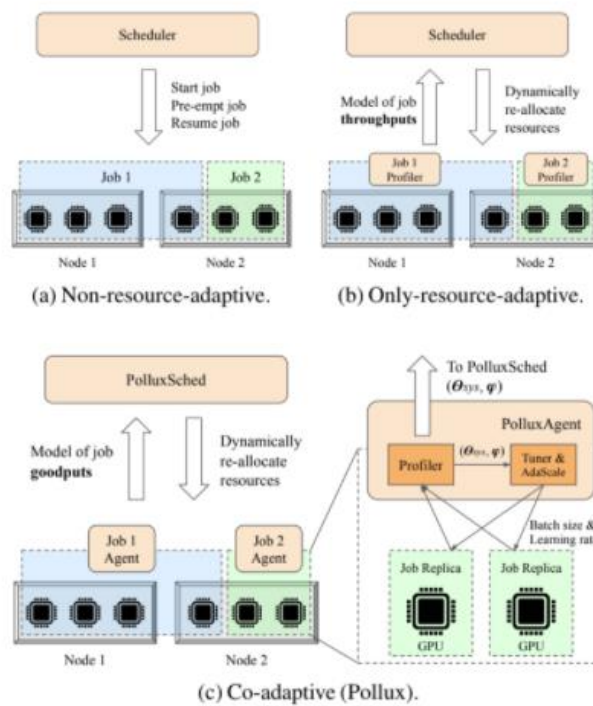 Scheduler
Start job
Pre-empt job
Resume job
Job 1
Job 2
Node 1
Node 2
(a) Non-resource-adaptive.
Scheduler
Model of job
throughputs
Dynamically
re-allocate
resources
Job 1
Profiler
Job 2
Profiler
Node 1
Node 2
(b) Only-resource-adaptive.
PolluxSched
Model of job
goodputs
Dynamically
re-allocate
resources
Job 1
Agent
Job 2
Agent
Node 1
Node 2
To PolluxSched
(Θsys, φ)
PolluxAgent
Profiler
(Θsys, φ)
Tuner &
AdaScale
Batch size &
Learning rate
Job Replica
GPU
Job Replica
GPU
(c) Co-adaptive (Pollux).